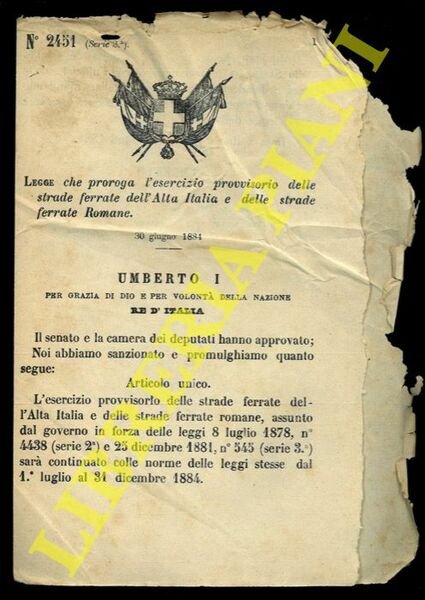 N° 2451 (Serie 3.ª).
1
LEGGE che proroga l'esercizio provvisorio delle
strade ferrate dell'Alta Italia e delle strade
ferrate Romane.
30 giugno 1884
UMBERTO I
PER GRAZIA DI DIO E PER VOLONTÀ DELLA NAZIONE
RE D'ITALIA
Il senato e la camera dei deputati hanno approvato;
Noi abbiamo sanzionato e promulghiamo quanto
segue:
Articolo unico.
L'esercizio provvisorio delle strade ferrate del-
l'Alta Italia e delle strade ferrate romane, assunto
dal governo in forza delle leggi 8 luglio 1878, n°
4438 (serie 2ª) e 25 dicembre 1881, n° 545 (serie 3.ª)
sarà continuato colle norme delle leggi stesse dal
1.° luglio al 31 dicembre 1884.
LIBRERIA PIANI